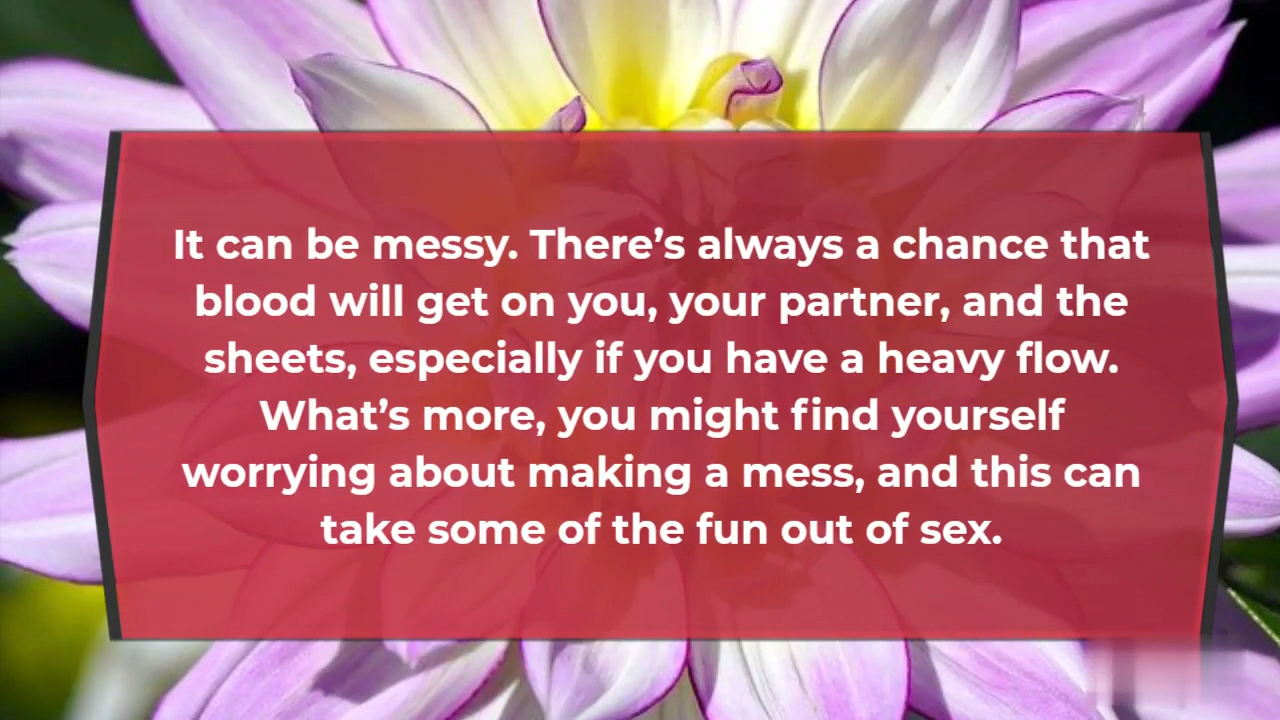 It can be messy. There’s always a chance that
blood will get on you, your partner, and the
sheets, especially if you have a heavy flow.
What’s more, you might find yourself
worrying about making a mess, and this can
take some of the fun out of sex.